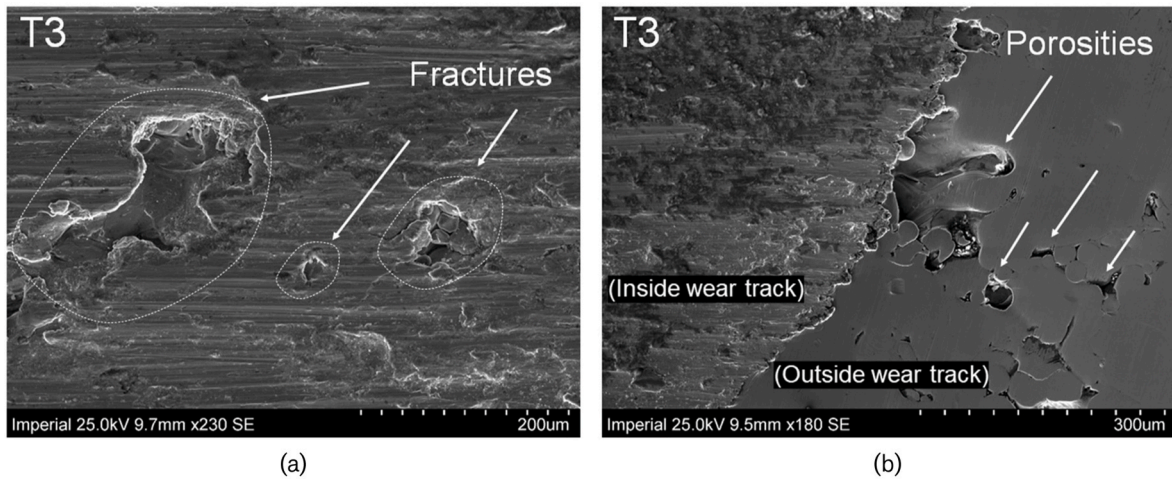 T3
Fractures
Imperial 25.0kV 9.7mm x230 SE
200um
(a)
T3
Porosities
(Inside wear track)
(Outside wear track)
Imperial 25.0kV 9.5mm x180 SE
300um
(b)